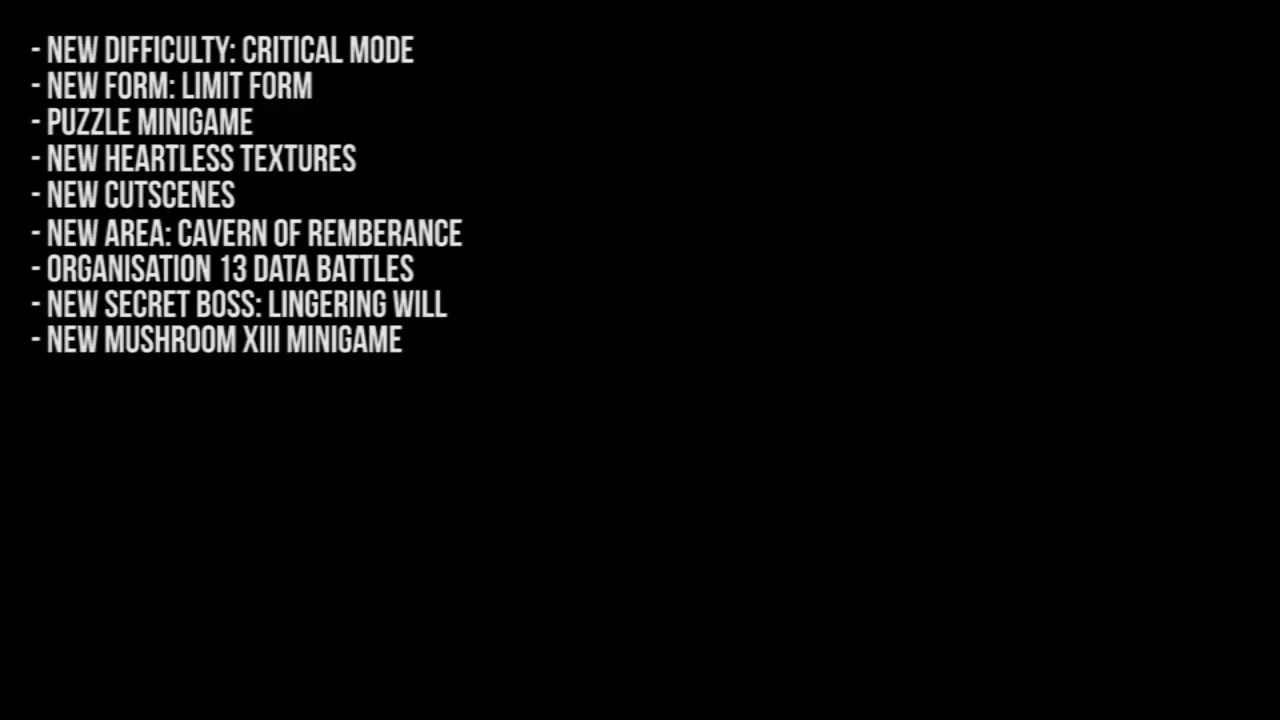 - NEW DIFFICULTY: CRITICAL MODE
- NEW FORM: LIMIT FORM
- PUZZLE MINIGAME
- NEW HEARTLESS TEXTURES
- NEW CUTSCENES
- NEW AREA: CAVERN OF REMBERANCE
- ORGANISATION 13 DATA BATTLES
- NEW SECRET BOSS: LINGERING WILL
- NEW MUSHROOM XIII MINIGAME